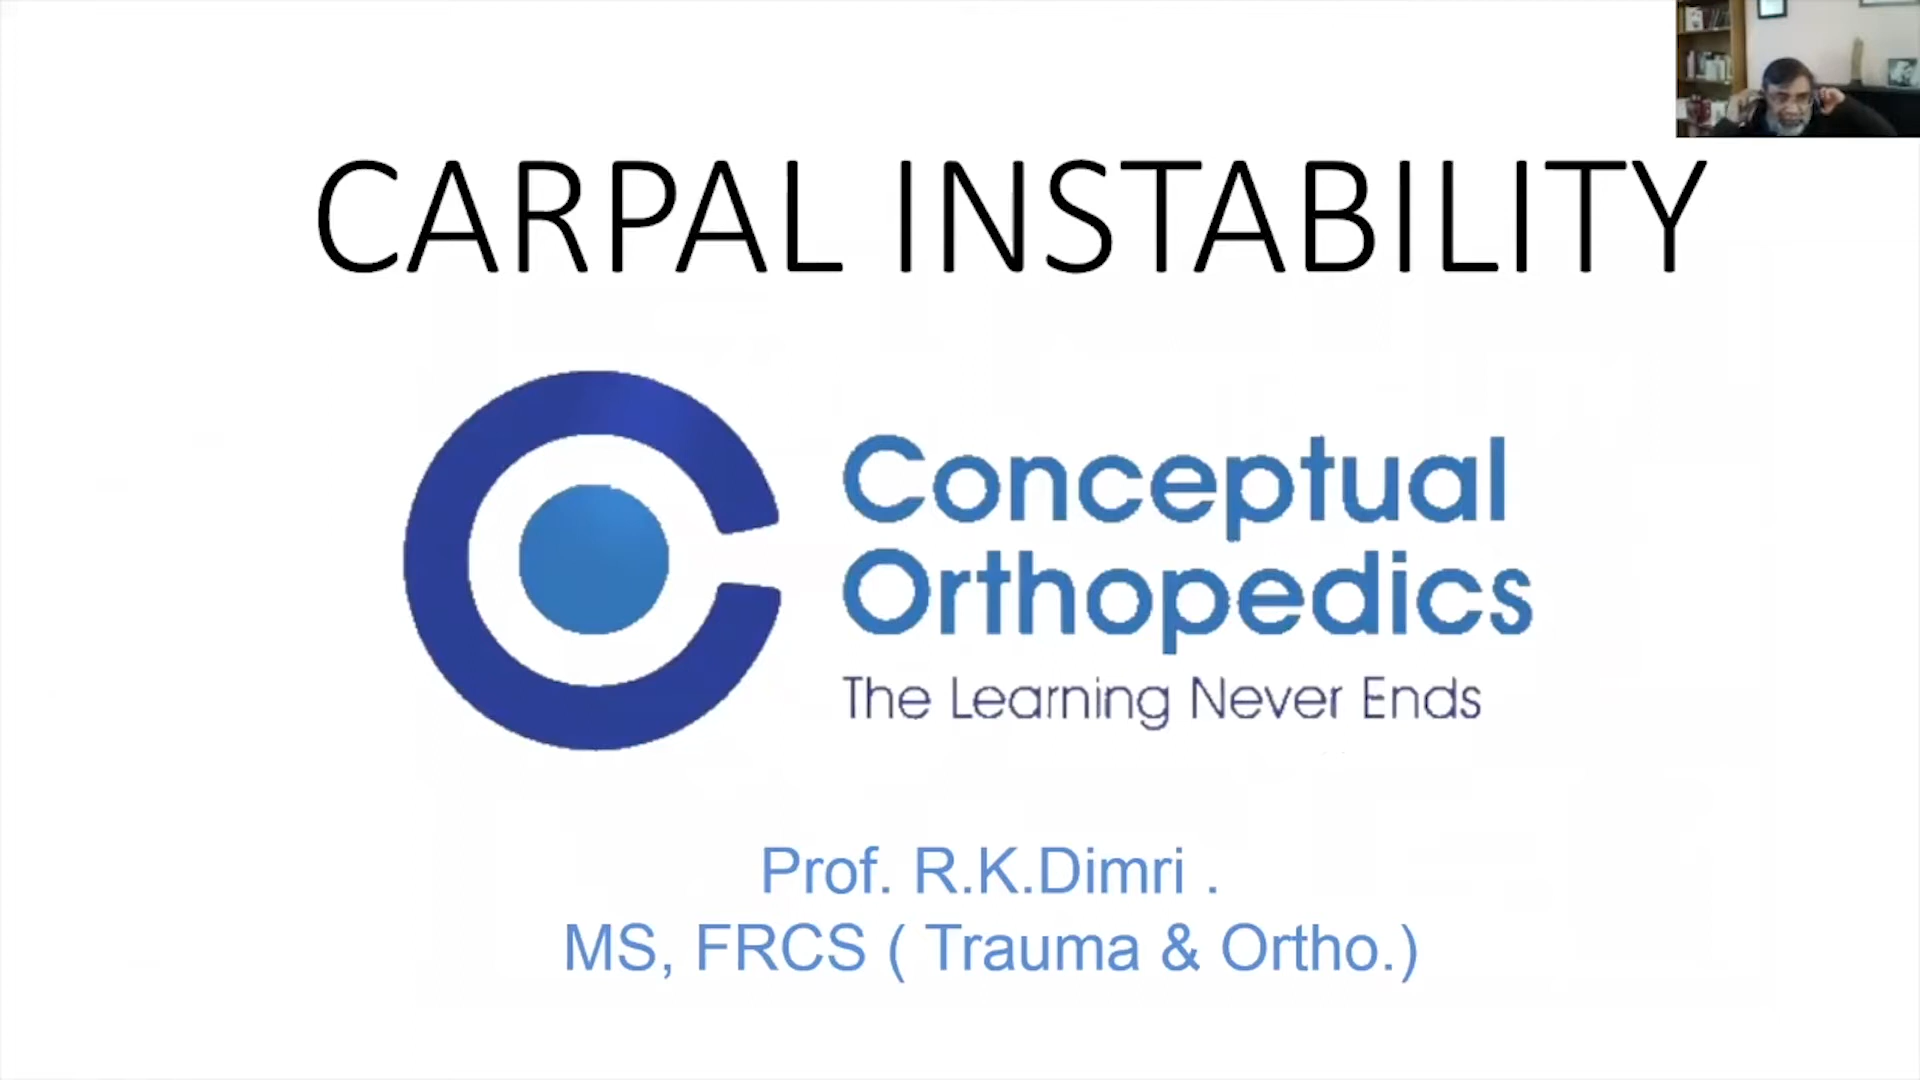 CARPAL INSTABILITY
Conceptual
Orthopedics
The Learning Never Ends
Prof. R.K.Dimri .
MS, FRCS ( Trauma & Ortho.)